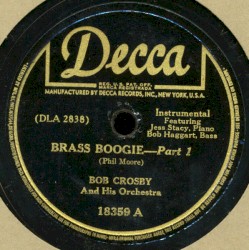 Decca
REG. U.S. PAT. OFF.
MARCA REGISTRADA
MANUFACTURED BY DECCA RECORDS, INC., NEW YORK, U.S.A.
(DLA 2838)
Instrumental
Featuring
Jess Stacy, Piano
Bob Haggart, Bass
BRASS BOOGIE—Part 1
(Phil Moore)
BOB CROSBY
And His Orchestra
18359 A